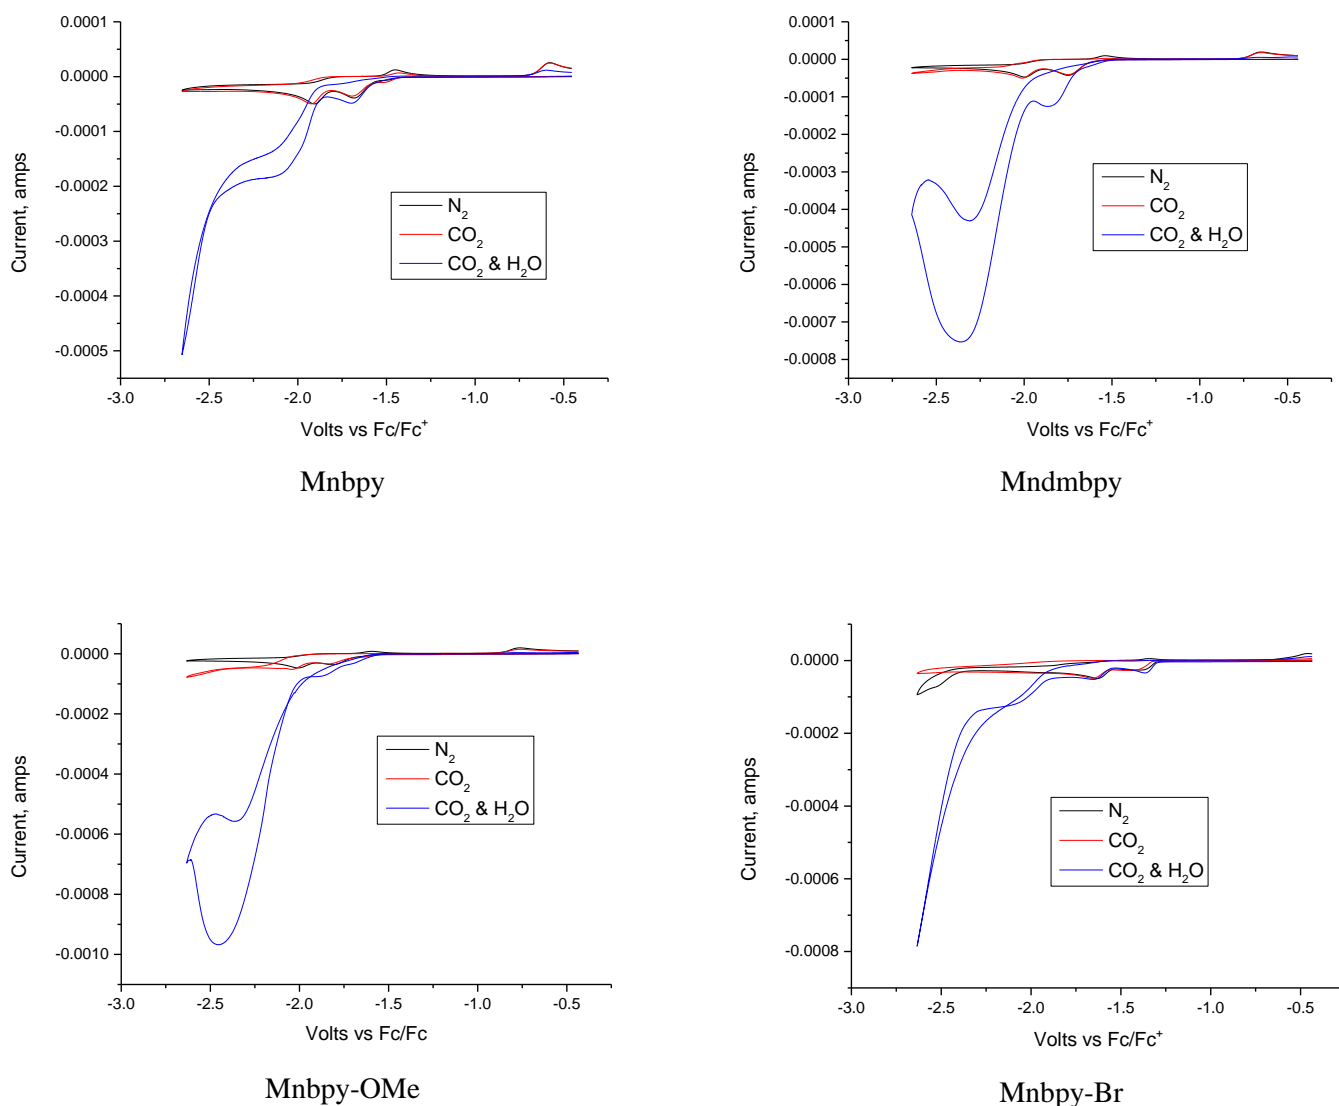 0.0001
0.0000
-0.0001
-0.0002
-0.0003
-0.0004
-0.0005
Current, amps
N2
CO2
CO2 & H2O
-3.0 -2.5 -2.0 -1.5 -1.0 -0.5
Volts vs Fc/Fc+
Mnbpy
0.0001
0.0000
-0.0001
-0.0002
-0.0003
-0.0004
-0.0005
-0.0006
-0.0007
-0.0008
Current, amps
N2
CO2
CO2 & H2O
-3.0 -2.5 -2.0 -1.5 -1.0 -0.5
Volts vs Fc/Fc+
Mndmbpy
0.0000
-0.0002
-0.0004
-0.0006
-0.0008
-0.0010
Current, amps
N2
CO2
CO2 & H2O
-3.0 -2.5 -2.0 -1.5 -1.0 -0.5
Volts vs Fc/Fc
Mnbpy-OMe
0.0000
-0.0002
-0.0004
-0.0006
-0.0008
Current, amps
N2
CO2
CO2 & H2O
-3.0 -2.5 -2.0 -1.5 -1.0 -0.5
Volts vs Fc/Fc+
Mnbpy-Br